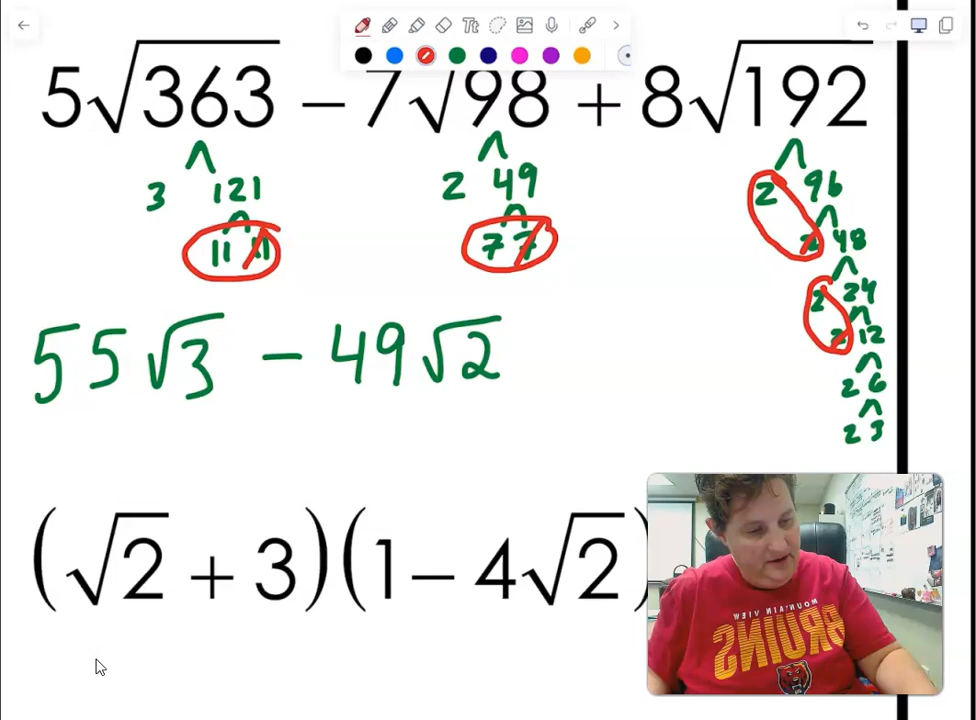 Tt
5√363 − 7√98 + 8√192
3 121 2 49 2 96
11 11 7 7 2 48
2 24
2 12
2 6
2 3
55√3 − 49√2
(√2 + 3)(1 − 4√2)
MOUNTAIN VIEW
BRUINS